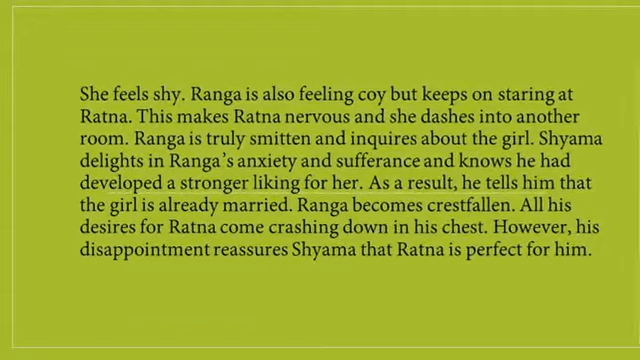 She feels shy. Ranga is also feeling coy but keeps on staring at
Ratna. This makes Ratna nervous and she dashes into another
room. Ranga is truly smitten and inquires about the girl. Shyama
delights in Ranga's anxiety and sufferance and knows he had
developed a stronger liking for her. As a result, he tells him that
the girl is already married. Ranga becomes crestfallen. All his
desires for Ratna come crashing down in his chest. However, his
disappointment reassures Shyama that Ratna is perfect for him.